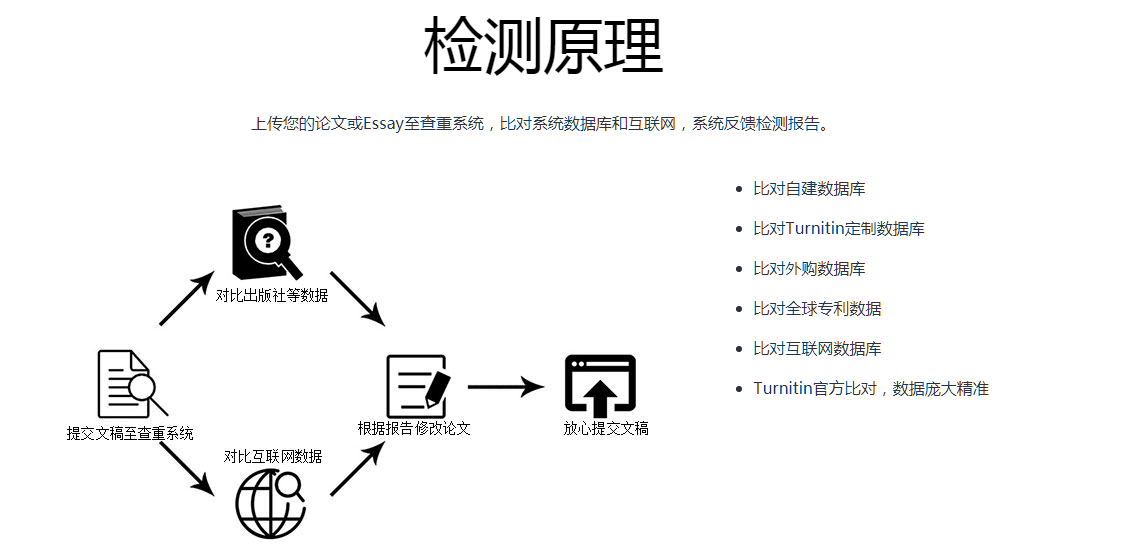 检测原理
上传您的论文或Essay至查重系统，比对系统数据库和互联网，系统反馈检测报告。
?
对比出版社等数据
提交文稿至查重系统
对比互联网数据
根据报告修改论文
放心提交文稿
比对自建数据库
比对Turnitin定制数据库
比对外购数据库
比对全球专利数据
比对互联网数据库
Turnitin官方比对，数据庞大精准